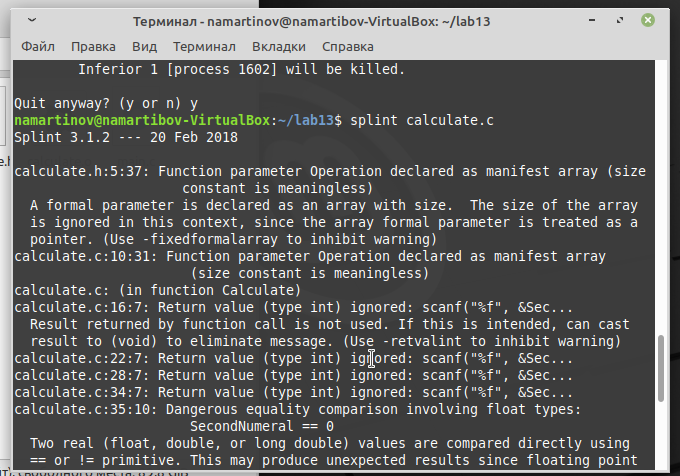 Терминал - namartinov@namartibov-VirtualBox: ~/lab13
Файл Правка Вид Терминал Вкладки Справка
Inferior 1 [process 1602] will be killed.
Quit anyway? (y or n) y
namartinov@namartibov-VirtualBox:~/lab13$ splint calculate.c
Splint 3.1.2 --- 20 Feb 2018
calculate.h:5:37: Function parameter Operation declared as manifest array (size
constant is meaningless)
A formal parameter is declared as an array with size.  The size of the array
is ignored in this context, since the array formal parameter is treated as a
pointer. (Use -fixedformalarray to inhibit warning)
calculate.c:10:31: Function parameter Operation declared as manifest array
(size constant is meaningless)
calculate.c: (in function Calculate)
calculate.c:16:7: Return value (type int) ignored: scanf("%f", &Sec...
Result returned by function call is not used. If this is intended, can cast
result to (void) to eliminate message. (Use -retvalint to inhibit warning)
calculate.c:22:7: Return value (type int) ignored: scanf("%f", &Sec...
calculate.c:28:7: Return value (type int) ignored: scanf("%f", &Sec...
calculate.c:34:7: Return value (type int) ignored: scanf("%f", &Sec...
calculate.c:35:10: Dangerous equality comparison involving float types:
SecondNumeral == 0
Two real (float, double, or long double) values are compared directly using
== or != primitive. This may produce unexpected results since floating point